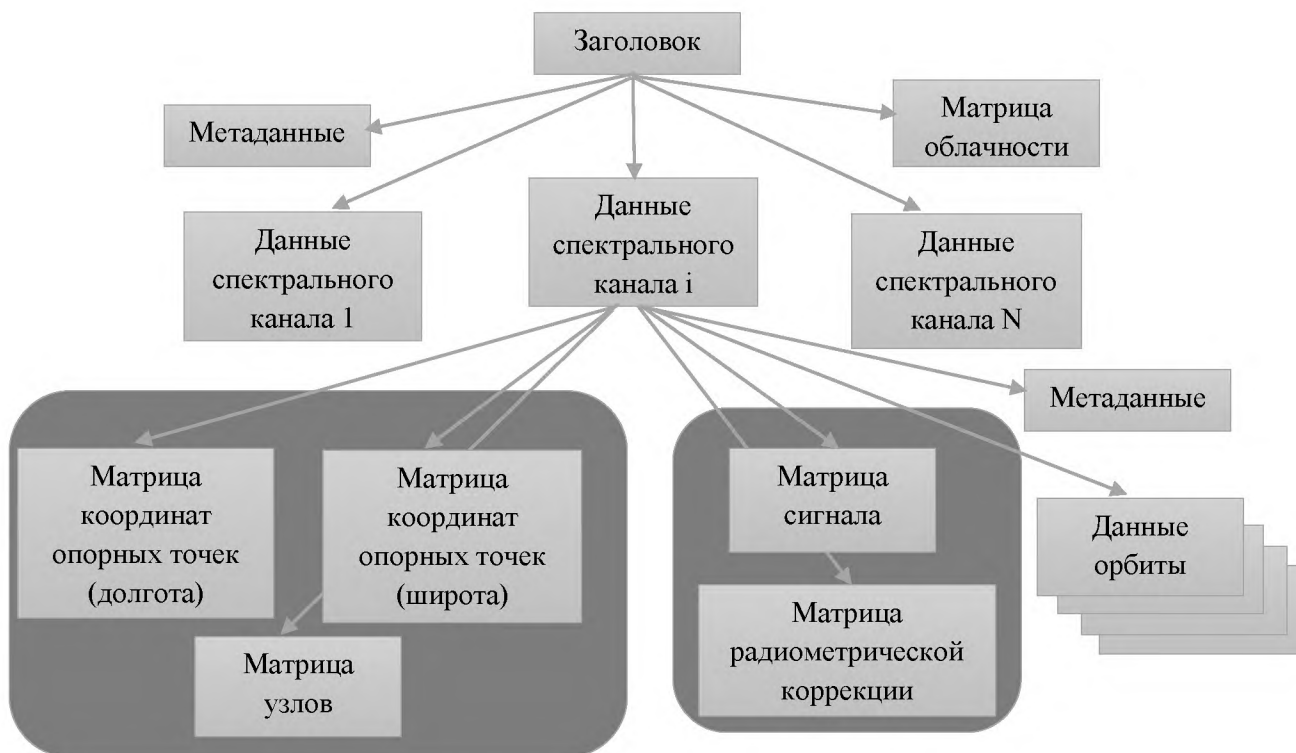 Заголовок
Метаданные
Матрица
облачности
Данные
спектрального
канала 1
Данные
спектрального
канала i
Данные
спектрального
канала N
Метаданные
Матрица
координат
опорных точек
(долгота)
Матрица
координат
опорных точек
(широта)
Матрица
сигнала
Данные
орбиты
Матрица
узлов
Матрица
радиометрической
коррекции